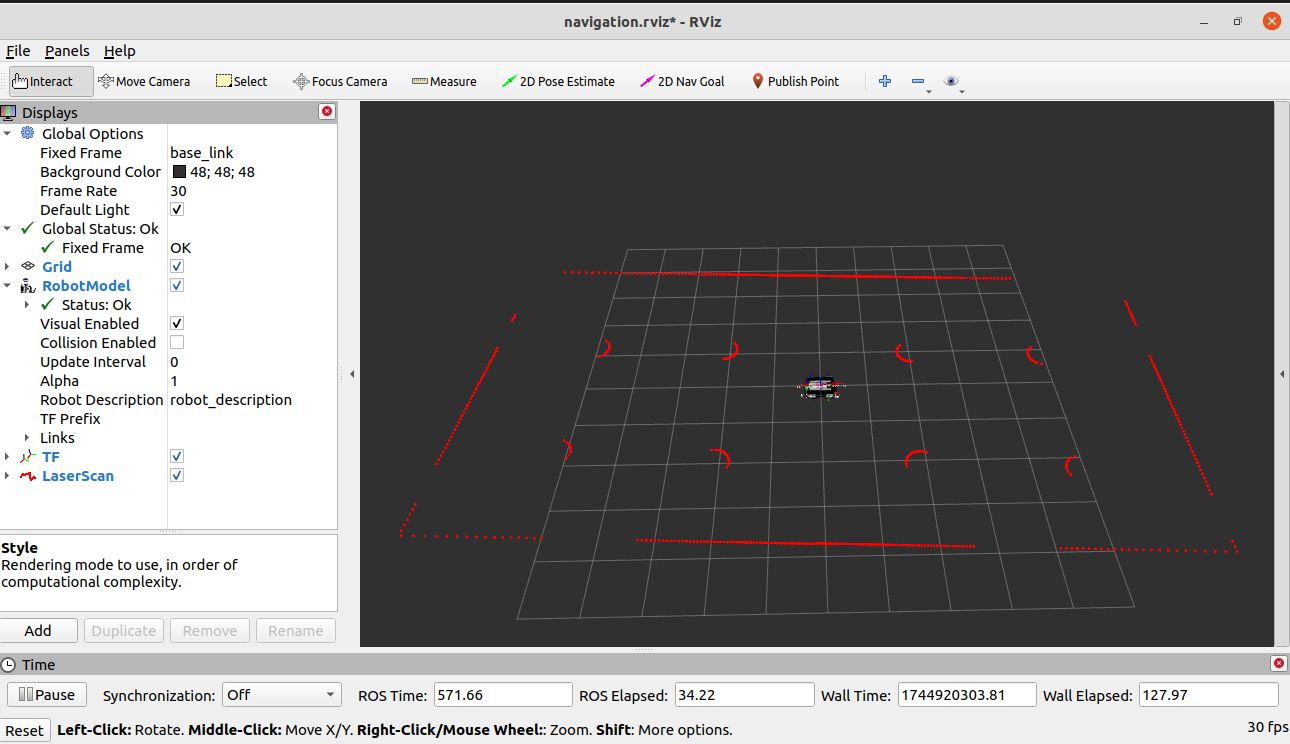 navigation.rviz* - RViz
File Panels Help
Interact Move Camera Select Focus Camera Measure 2D Pose Estimate 2D Nav Goal Publish Point
Displays
Global Options
Fixed Frame base_link
Background Color 48; 48; 48
Frame Rate 30
Default Light
Global Status: Ok
Fixed Frame OK
Grid
RobotModel
Status: Ok
Visual Enabled
Collision Enabled
Update Interval 0
Alpha 1
Robot Description robot_description
TF Prefix
Links
TF
LaserScan
Style
Rendering mode to use, in order of
computational complexity.
Add Duplicate Remove Rename
Time
Pause Synchronization: Off ROS Time: 571.66 ROS Elapsed: 34.22 Wall Time: 1744920303.81 Wall Elapsed: 127.97
Reset Left-Click: Rotate. Middle-Click: Move X/Y. Right-Click/Mouse Wheel:: Zoom. Shift: More options. 30 fps